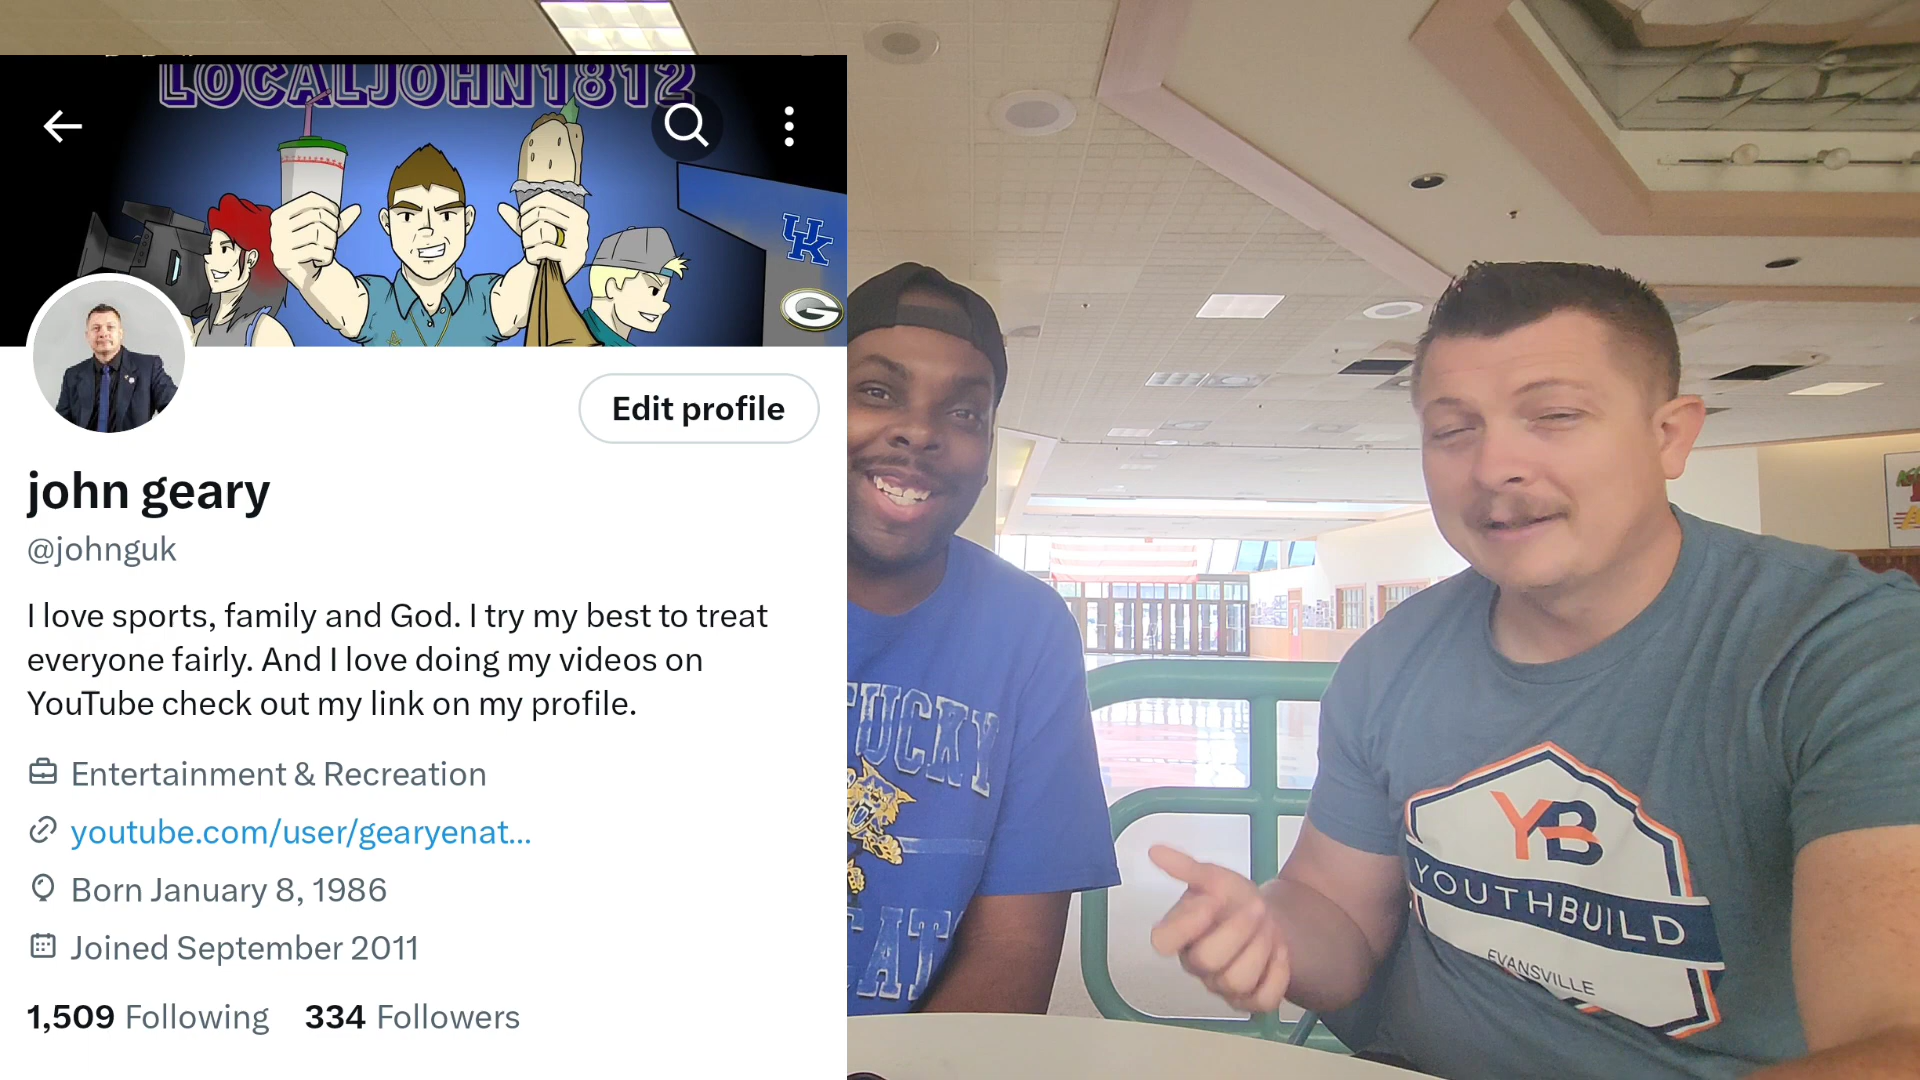 LOCALJOHN1812
UK
G
Edit profile
john geary
@johnguk
I love sports, family and God. I try my best to treat
everyone fairly. And I love doing my videos on
YouTube check out my link on my profile.
Entertainment & Recreation
youtube.com/user/gearyenat...
Born January 8, 1986
Joined September 2011
1,509 Following 334 Followers
TUCKY
CATS
YB
YOUTHBUILD
EVANSVILLE